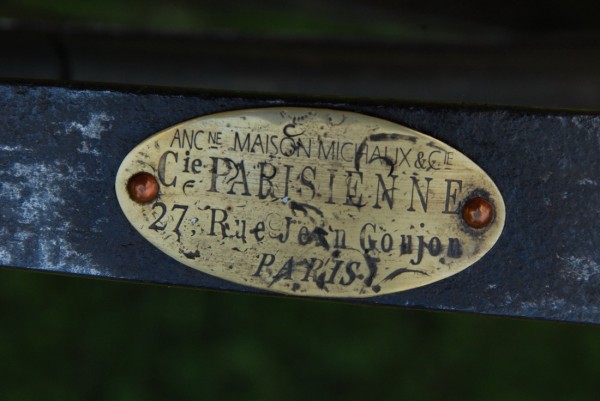 ANCNE MAISON MICHAUX & CIE
Cie PARISIENNE
27, Rue Jean Goujon
PARIS